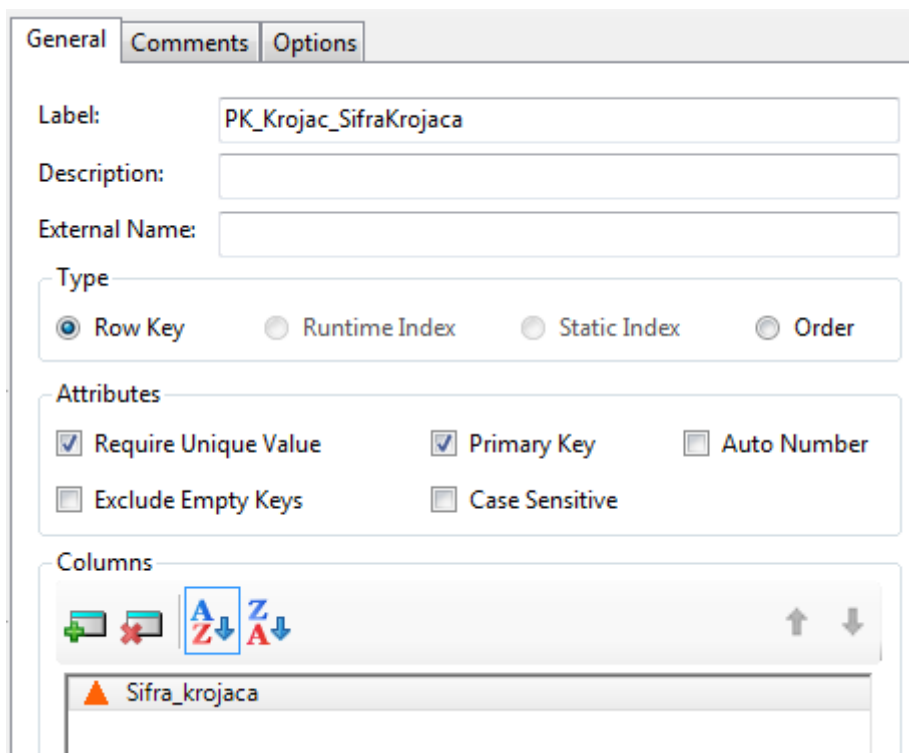 General Comments Options
Label: PK_Krojac_SifraKrojaca
Description:
External Name:
Type
Row Key Runtime Index Static Index Order
Attributes
Require Unique Value Primary Key Auto Number
Exclude Empty Keys Case Sensitive
Columns
A Z Z A
Sifra_krojaca